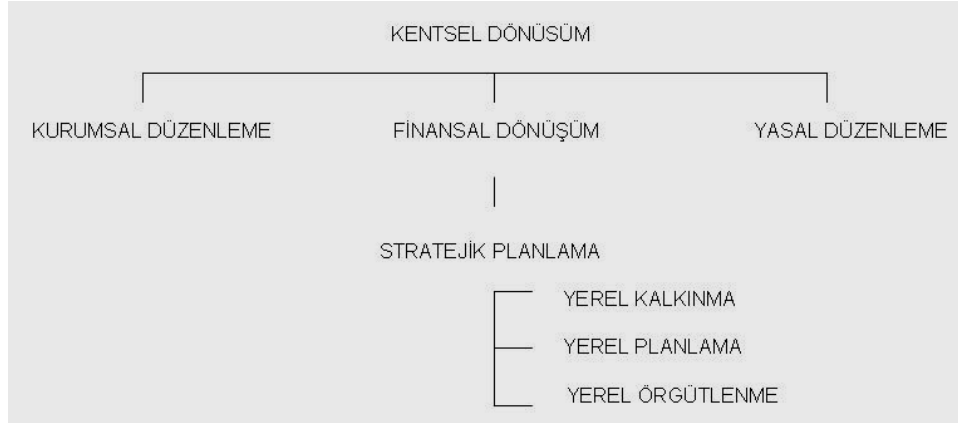 KENTSEL DÖNÜSÜM
KURUMSAL DÜZENLEME FİNANSAL DÖNÜŞÜM YASAL DÜZENLEME
STRATEJİK PLANLAMA
YEREL KALKINMA
YEREL PLANLAMA
YEREL ÖRGÜTLENME